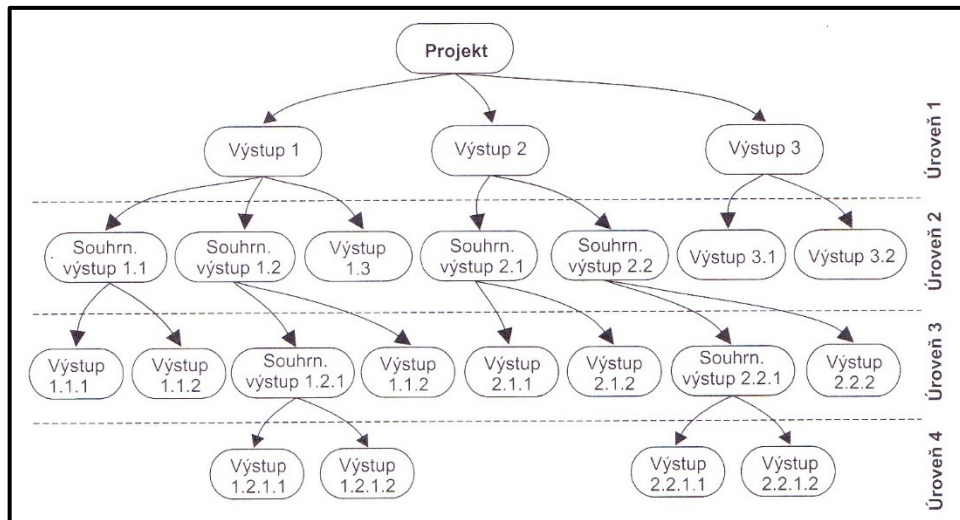 Projekt
Výstup 1
Výstup 2
Výstup 3
Úroveň 1
Souhrn.
výstup 1.1
Souhrn.
výstup 1.2
Výstup
1.3
Souhrn.
výstup 2.1
Souhrn.
výstup 2.2
Výstup 3.1
Výstup 3.2
Úroveň 2
Výstup
1.1.1
Výstup
1.1.2
Souhrn.
výstup 1.2.1
Výstup
1.1.2
Výstup
2.1.1
Výstup
2.1.2
Souhrn.
výstup 2.2.1
Výstup
2.2.2
Úroveň 3
Výstup
1.2.1.1
Výstup
1.2.1.2
Výstup
2.2.1.1
Výstup
2.2.1.2
Úroveň 4